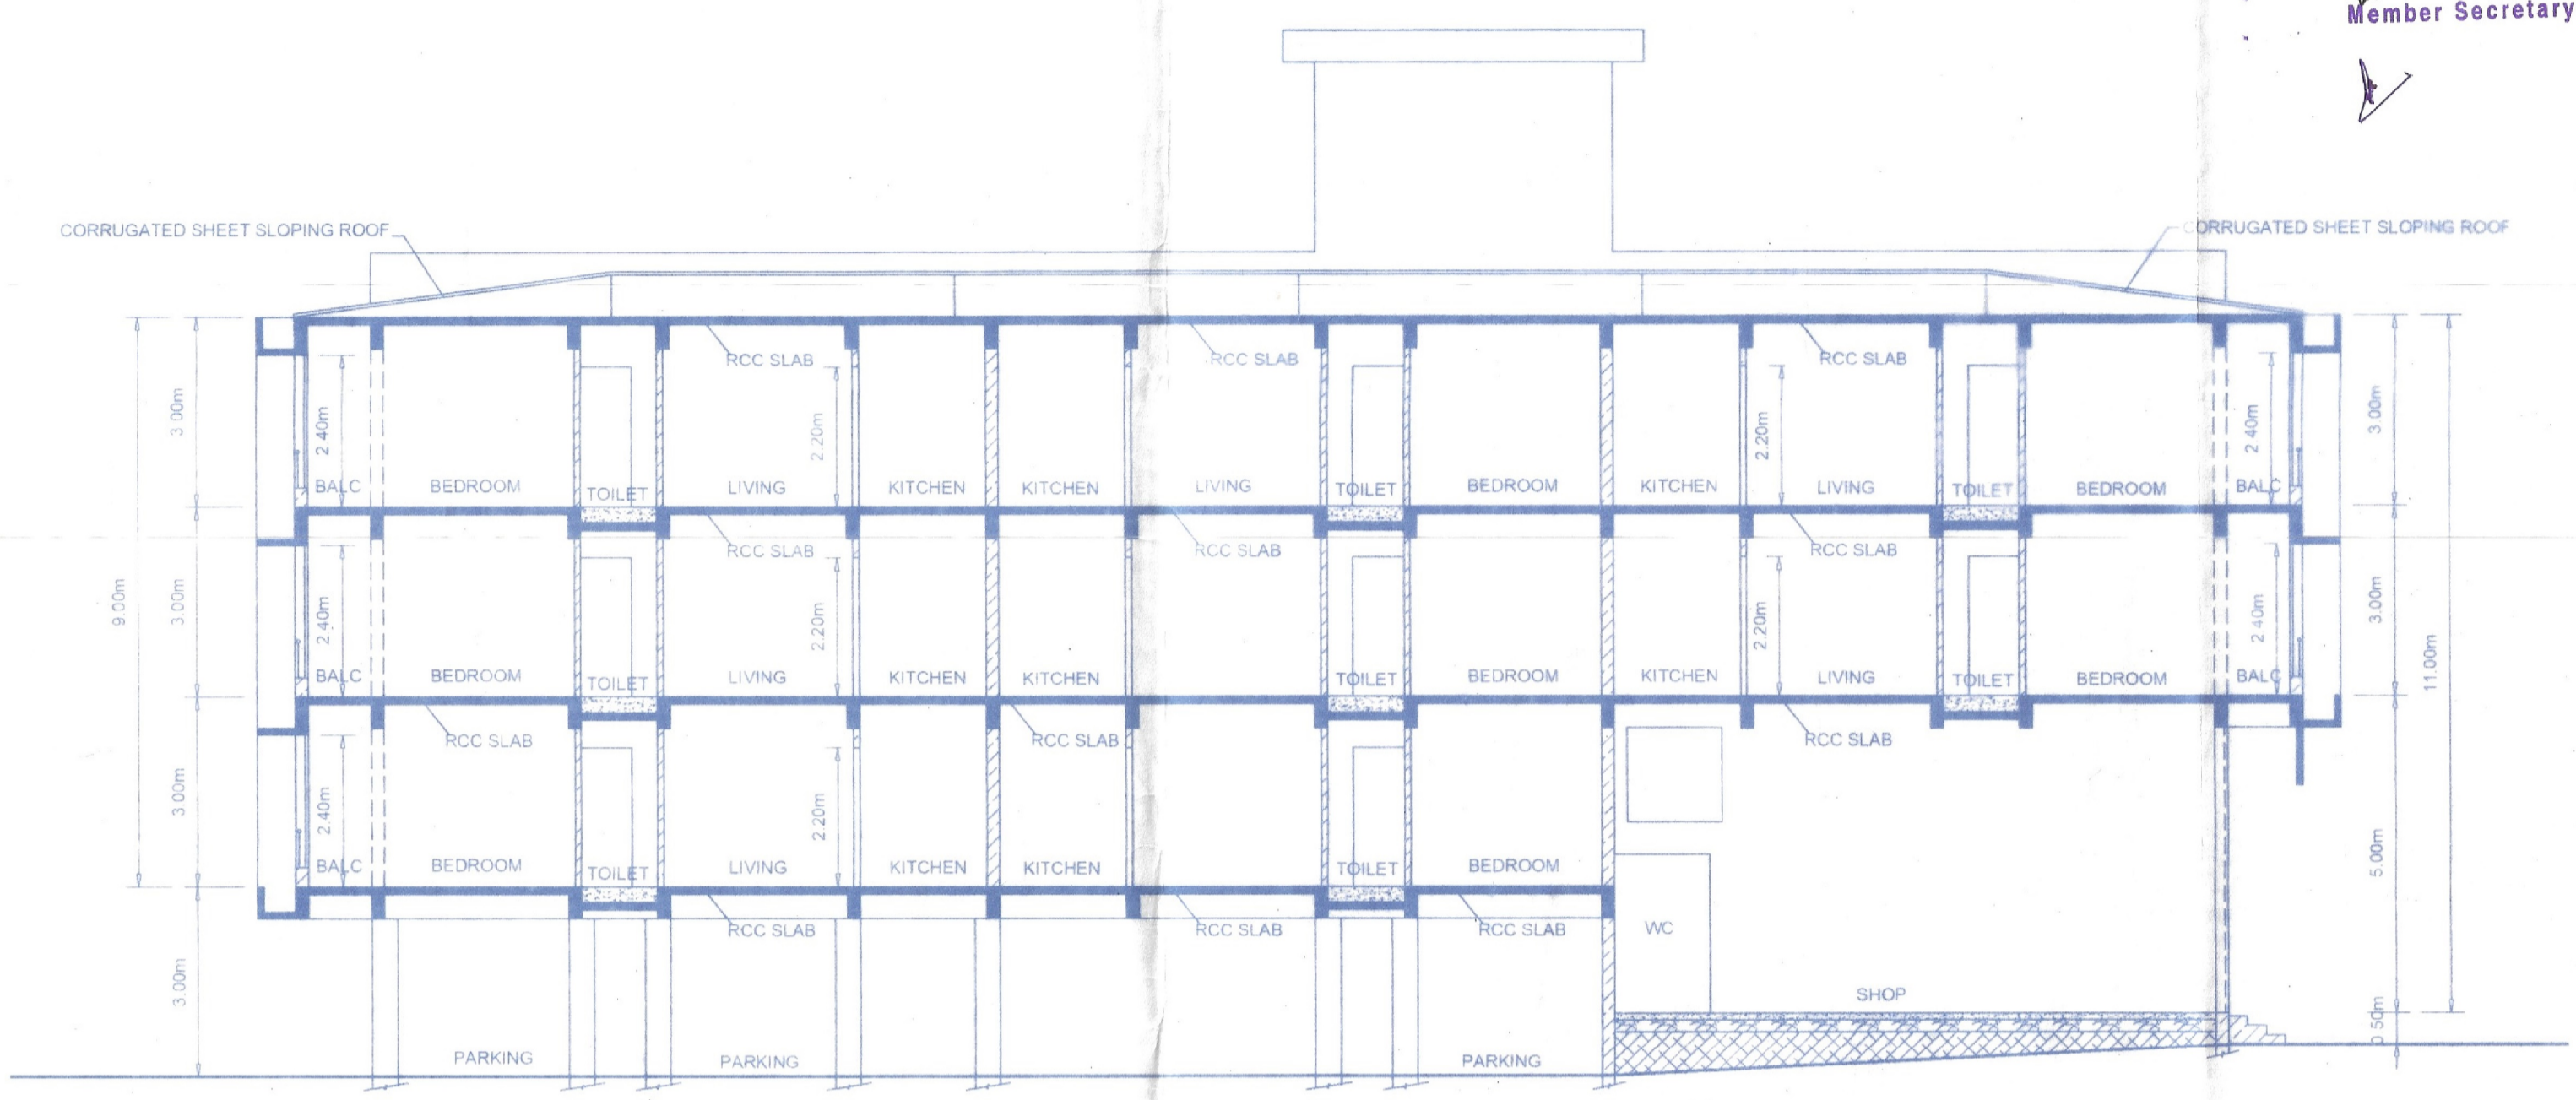 Member Secretary
CORRUGATED SHEET SLOPING ROOF
CORRUGATED SHEET SLOPING ROOF
RCC SLAB RCC SLAB RCC SLAB
3.00m 2.40m 2.20m 2.20m 2.40m 3.00m
BALC BEDROOM TOILET LIVING KITCHEN KITCHEN LIVING TOILET BEDROOM KITCHEN LIVING TOILET BEDROOM BALC
RCC SLAB RCC SLAB RCC SLAB
9.00m 3.00m 2.40m 2.20m 2.20m 2.40m 3.00m 11.00m
BALC BEDROOM TOILET LIVING KITCHEN KITCHEN TOILET BEDROOM KITCHEN LIVING TOILET BEDROOM BALC
RCC SLAB RCC SLAB RCC SLAB
3.00m 2.40m 2.20m 5.00m
BALC BEDROOM TOILET LIVING KITCHEN KITCHEN TOILET BEDROOM
RCC SLAB RCC SLAB RCC SLAB WC
3.00m SHOP 0.50m
PARKING PARKING PARKING